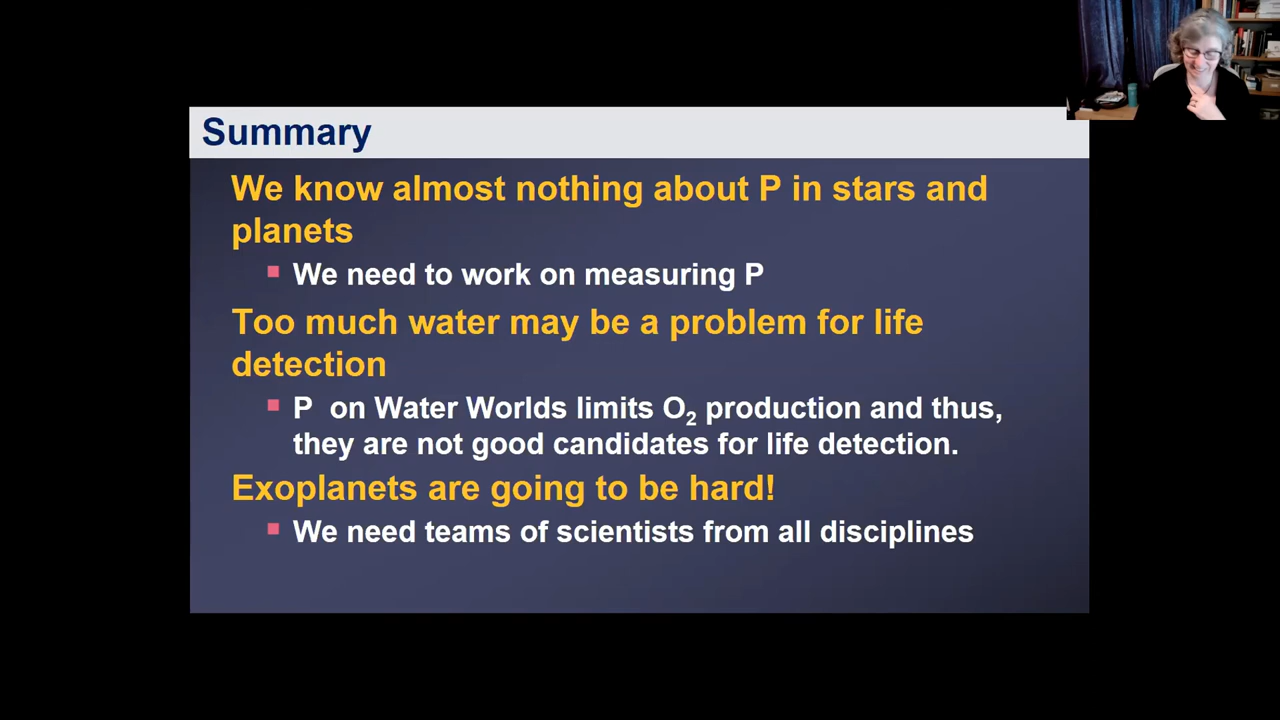 Summary
We know almost nothing about P in stars and
planets
We need to work on measuring P
Too much water may be a problem for life
detection
P  on Water Worlds limits O₂ production and thus,
they are not good candidates for life detection.
Exoplanets are going to be hard!
We need teams of scientists from all disciplines